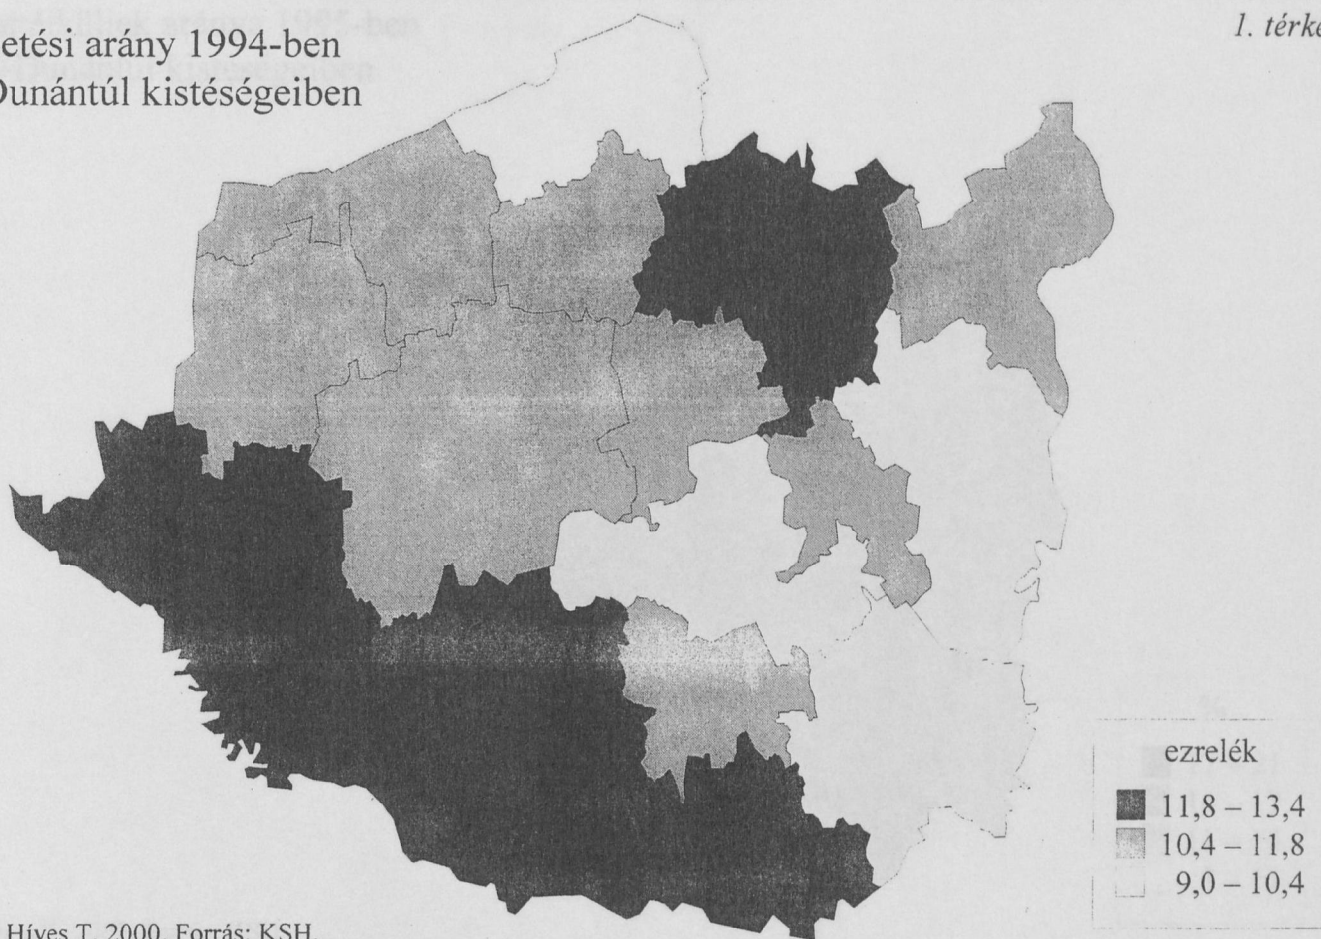 1. térké
etési arány 1994-ben
Dunántúl kistéségeiben
ezrelék
11,8 – 13,4
10,4 – 11,8
9,0 – 10,4
Híves T. 2000. Forrás: KSH.